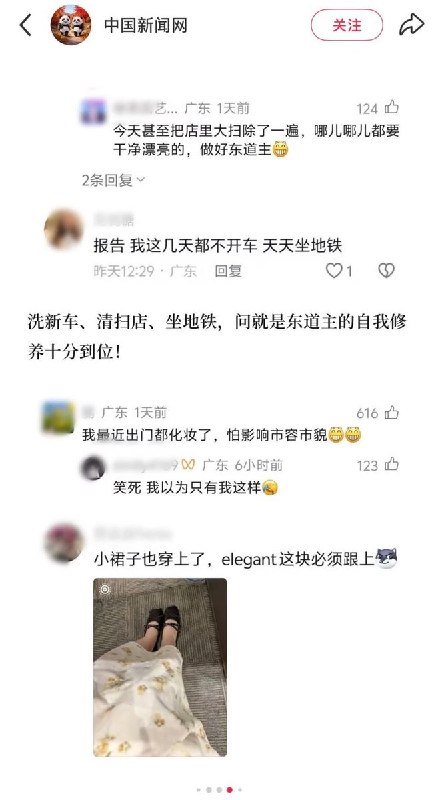 中国新闻网
关注
艺... 广东 1天前
124
今天甚至把店里大扫除了一遍，哪儿哪儿都要
干净漂亮的，做好东道主
2条回复
报告 我这几天都不开车 天天坐地铁
昨天12:29 · 广东 回复
1
洗新车、清扫店、坐地铁，问就是东道主的自我修
养十分到位！
广东 1天前
616
我最近出门都化妆了，怕影响市容市貌
广东 6小时前
123
笑死 我以为只有我这样
小裙子也穿上了，elegant这块必须跟上